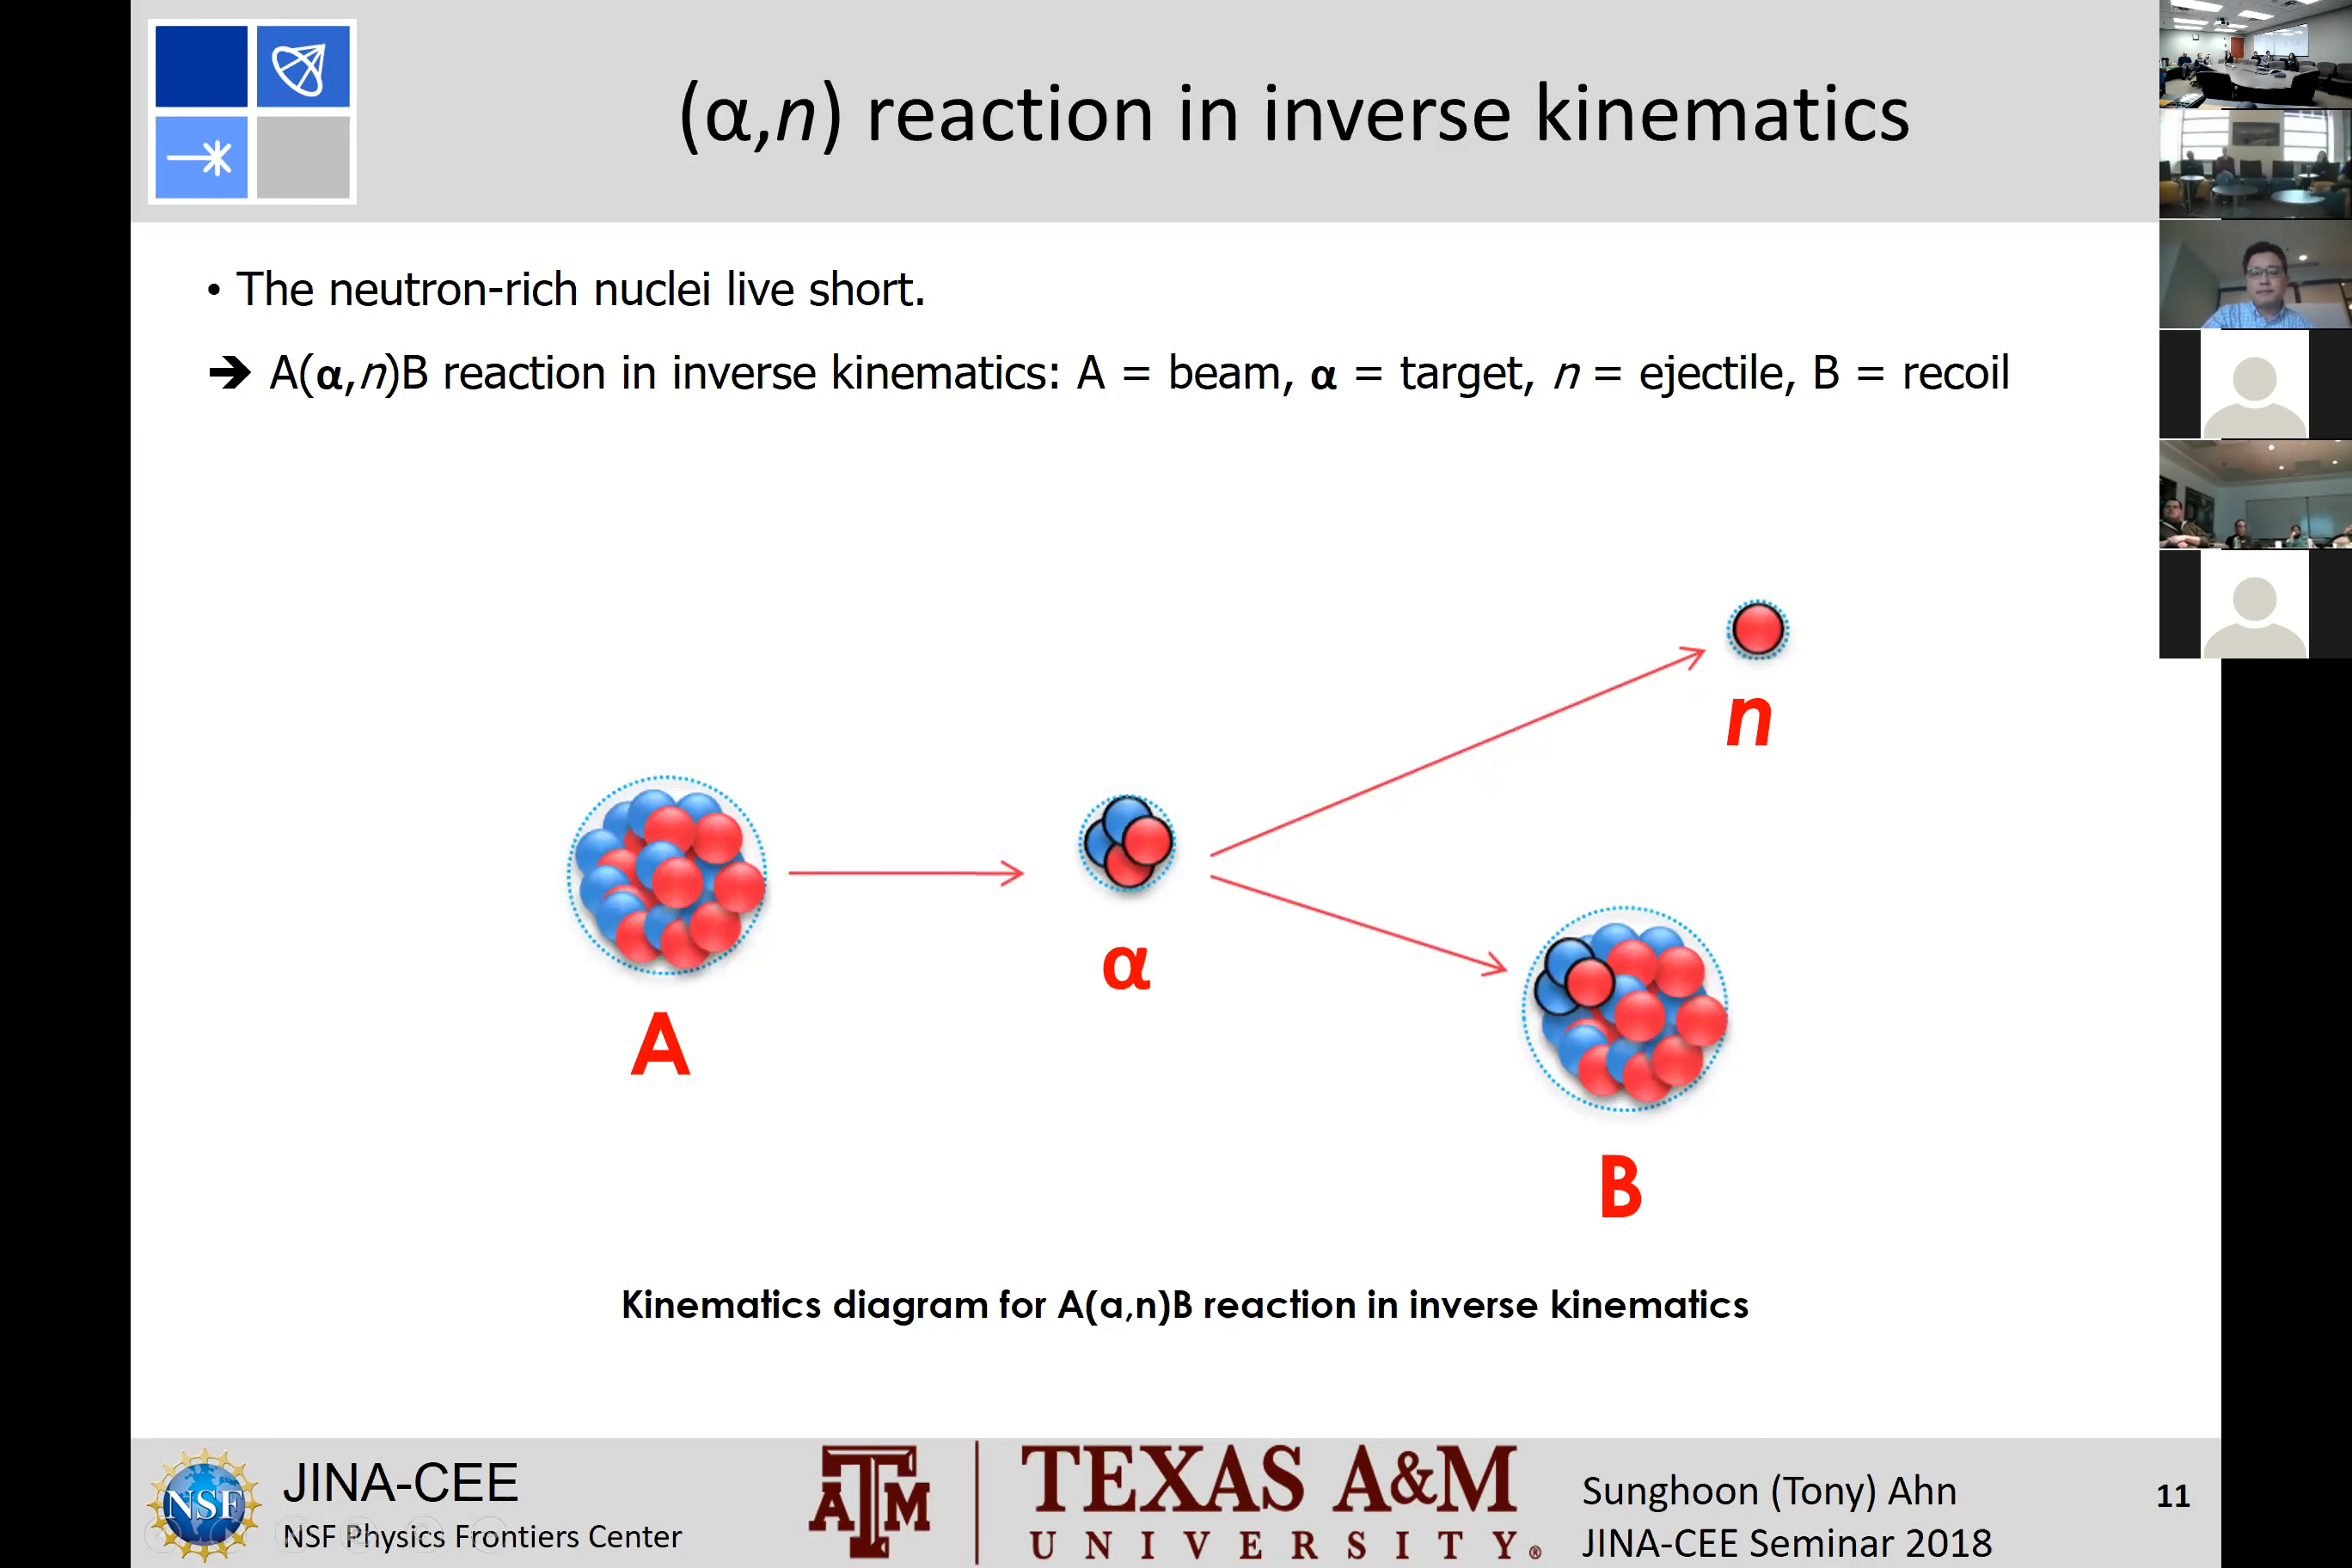 (α,n) reaction in inverse kinematics
• The neutron-rich nuclei live short.
➔ A(α,n)B reaction in inverse kinematics: A = beam, α = target, n = ejectile, B = recoil
n
α
A
B
Kinematics diagram for A(a,n)B reaction in inverse kinematics
NSF
JINA-CEE
NSF Physics Frontiers Center
ATM
TEXAS A&M
UNIVERSITY®
Sunghoon (Tony) Ahn
JINA-CEE Seminar 2018
11